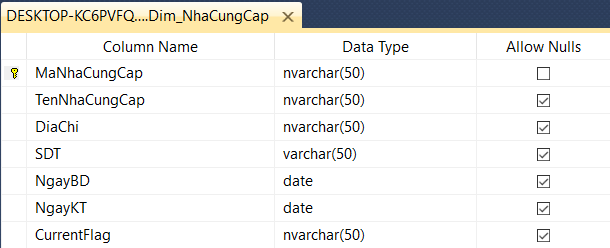 DESKTOP-KC6PVFQ....Dim_NhaCungCap
Column Name Data Type Allow Nulls
MaNhaCungCap nvarchar(50)
TenNhaCungCap nvarchar(50)
DiaChi nvarchar(50)
SDT varchar(50)
NgayBD date
NgayKT date
CurrentFlag nvarchar(50)